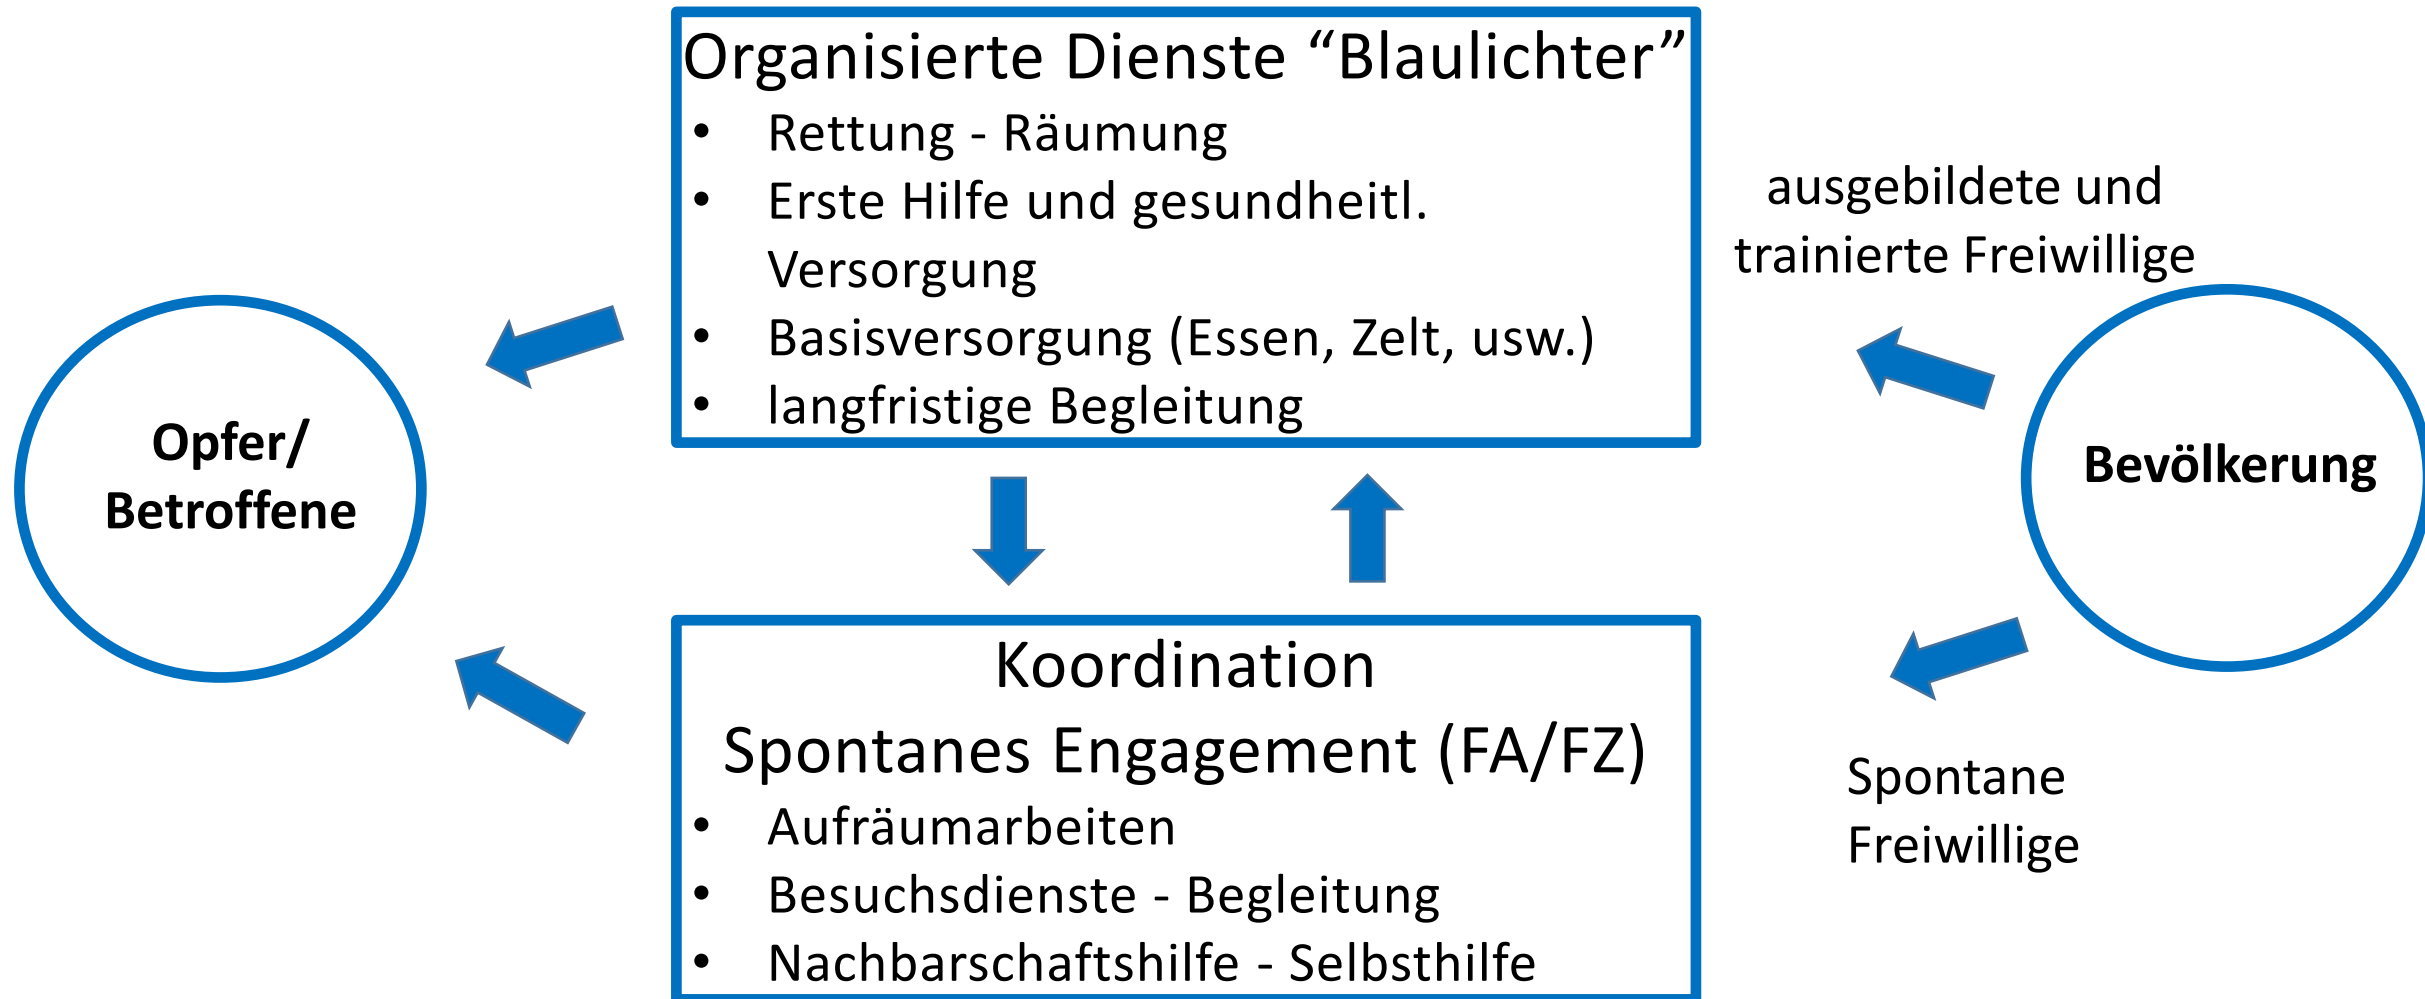 Organisierte Dienste “Blaulichter”
• Rettung - Räumung
• Erste Hilfe und gesundheitl.
Versorgung
• Basisversorgung (Essen, Zelt, usw.)
• langfristige Begleitung
ausgebildete und
trainierte Freiwillige
Opfer/
Betroffene
Bevölkerung
Koordination
Spontanes Engagement (FA/FZ)
• Aufräumarbeiten
• Besuchsdienste - Begleitung
• Nachbarschaftshilfe - Selbsthilfe
Spontane
Freiwillige